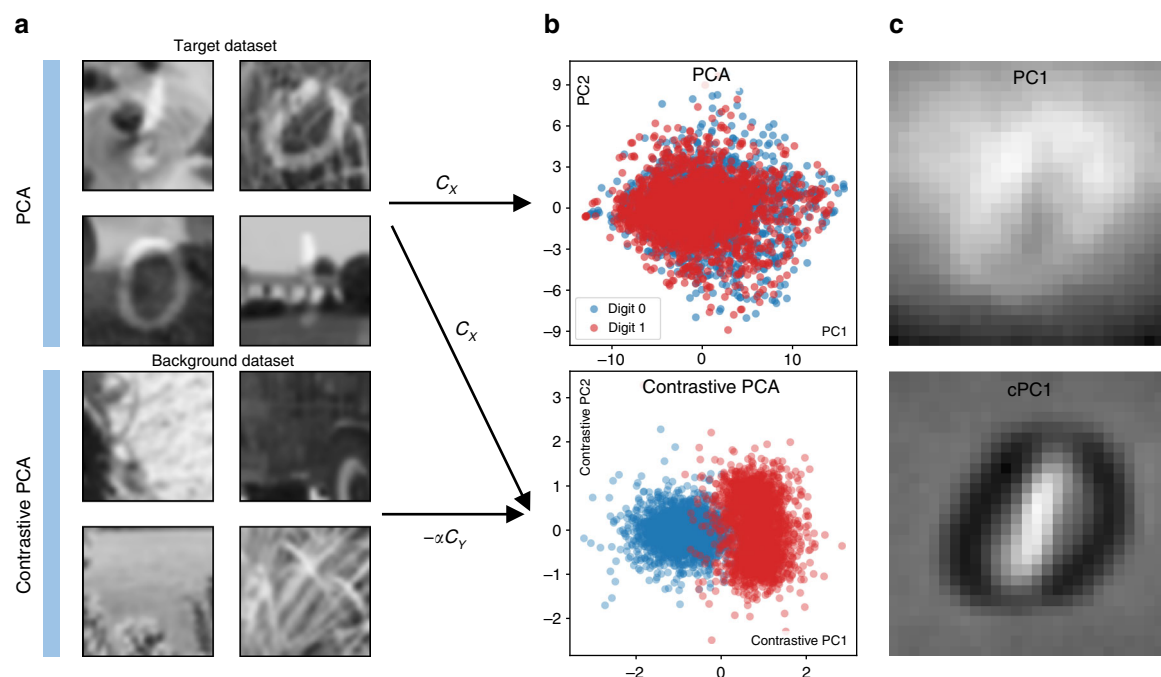 a
Target dataset
PCA
C_X
C_X
Background dataset
Contrastive PCA
−αC_Y
b
PCA
PC2
9
6
3
0
−3
−6
−9
Digit 0
Digit 1
PC1
−10
0
10
Contrastive PCA
Contrastive PC2
3
2
1
0
−1
−2
Contrastive PC1
−2
0
2
c
PC1
cPC1